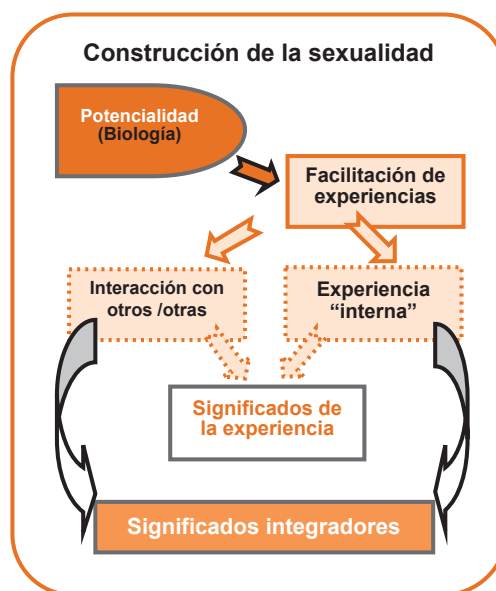 Construcción de la sexualidad
Potencialidad
(Biología)
Facilitación de
experiencias
Interacción con
otros /otras
Experiencia
“interna”
Significados de
la experiencia
Significados integradores